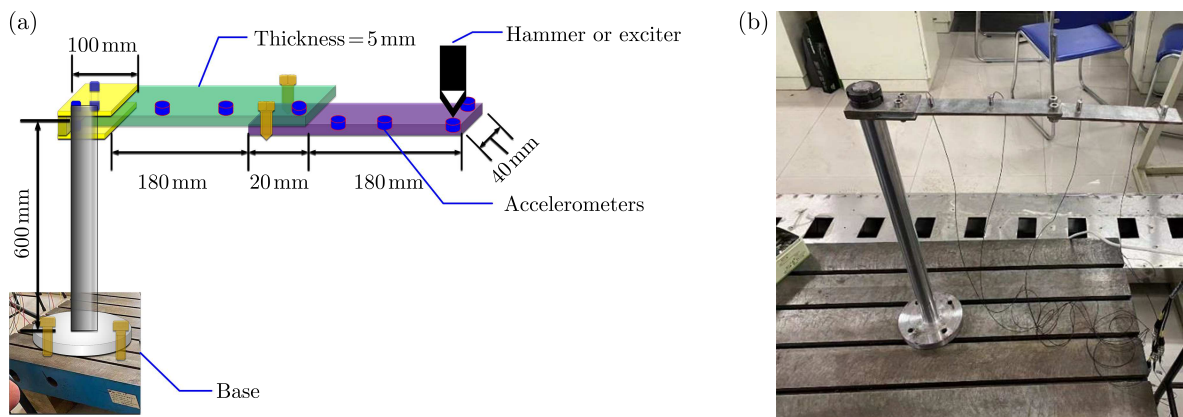 (a)
(b)
100 mm
Thickness = 5 mm
Hammer or exciter
600 mm
180 mm
20 mm
180 mm
40 mm
Accelerometers
Base